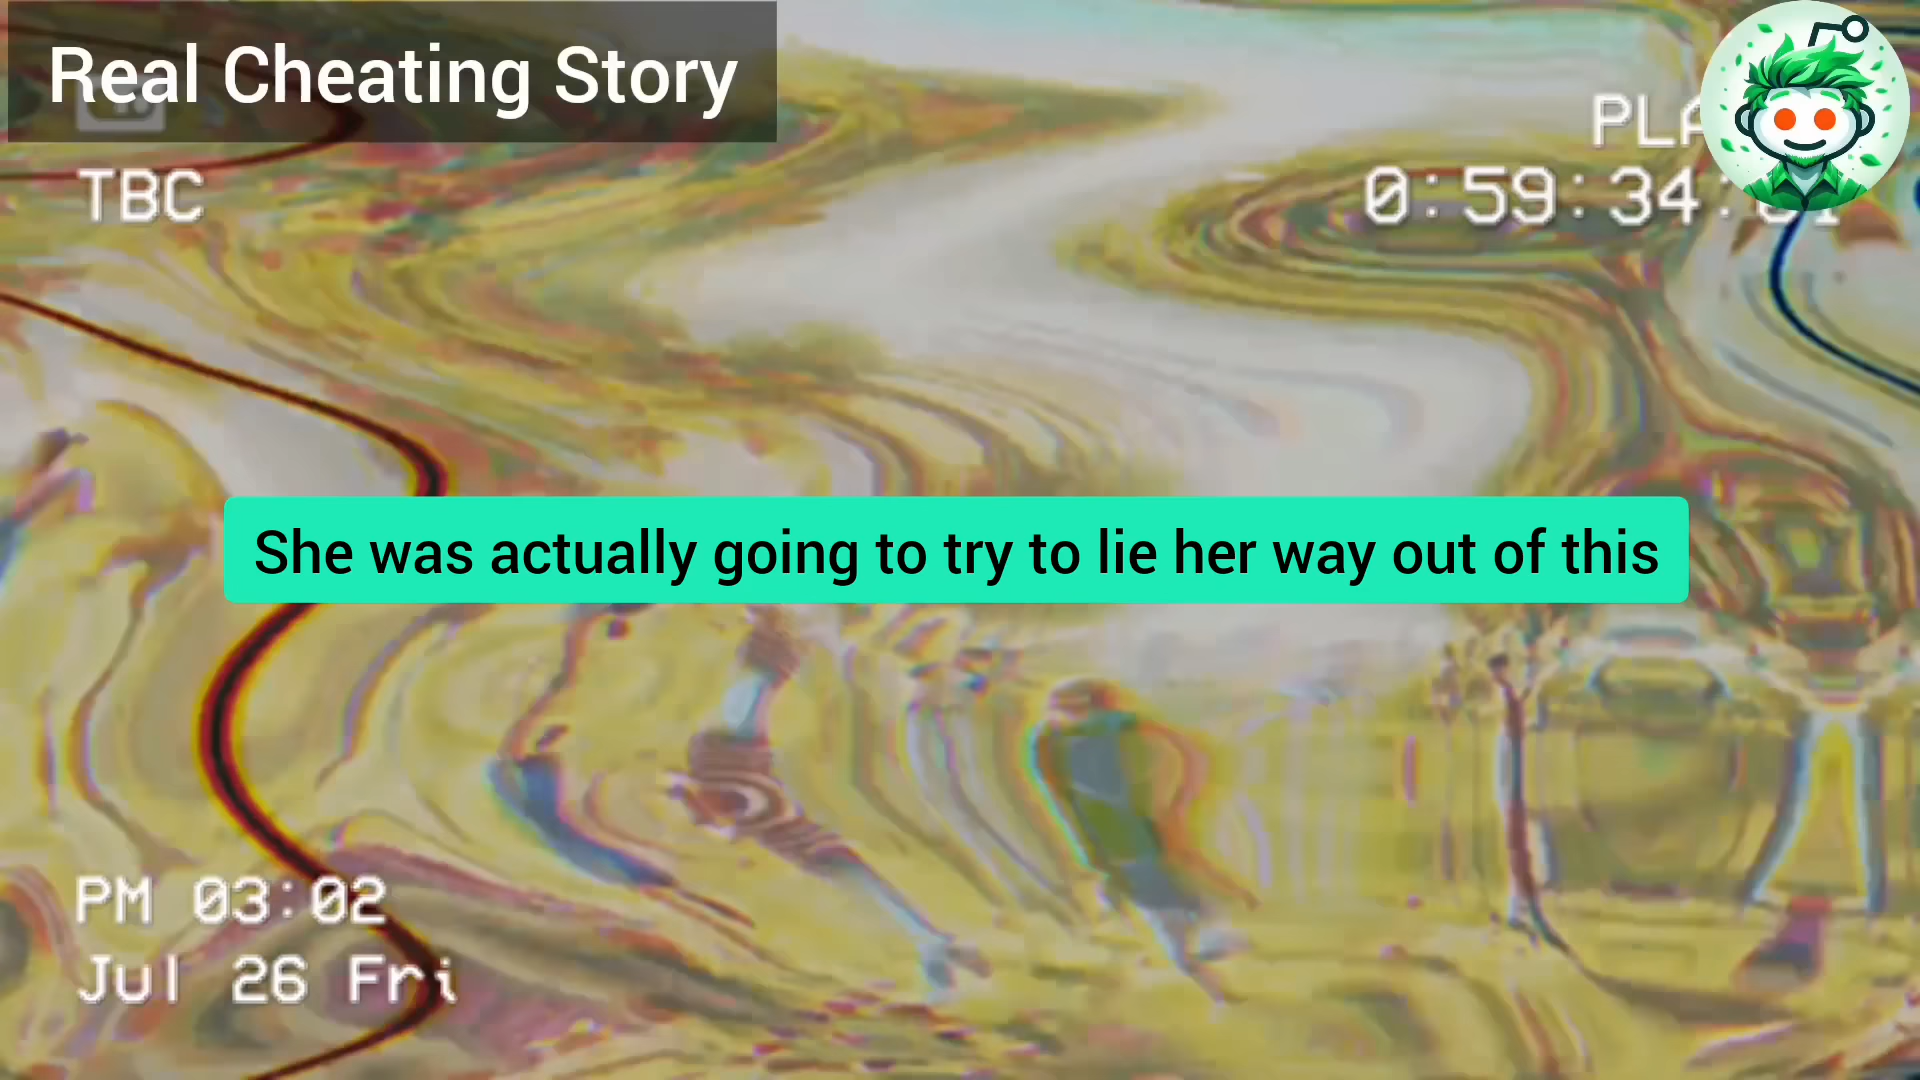 Real Cheating Story
TBC
0:59:34:
She was actually going to try to lie her way out of this
PM 03:02
Jul 26 Fri